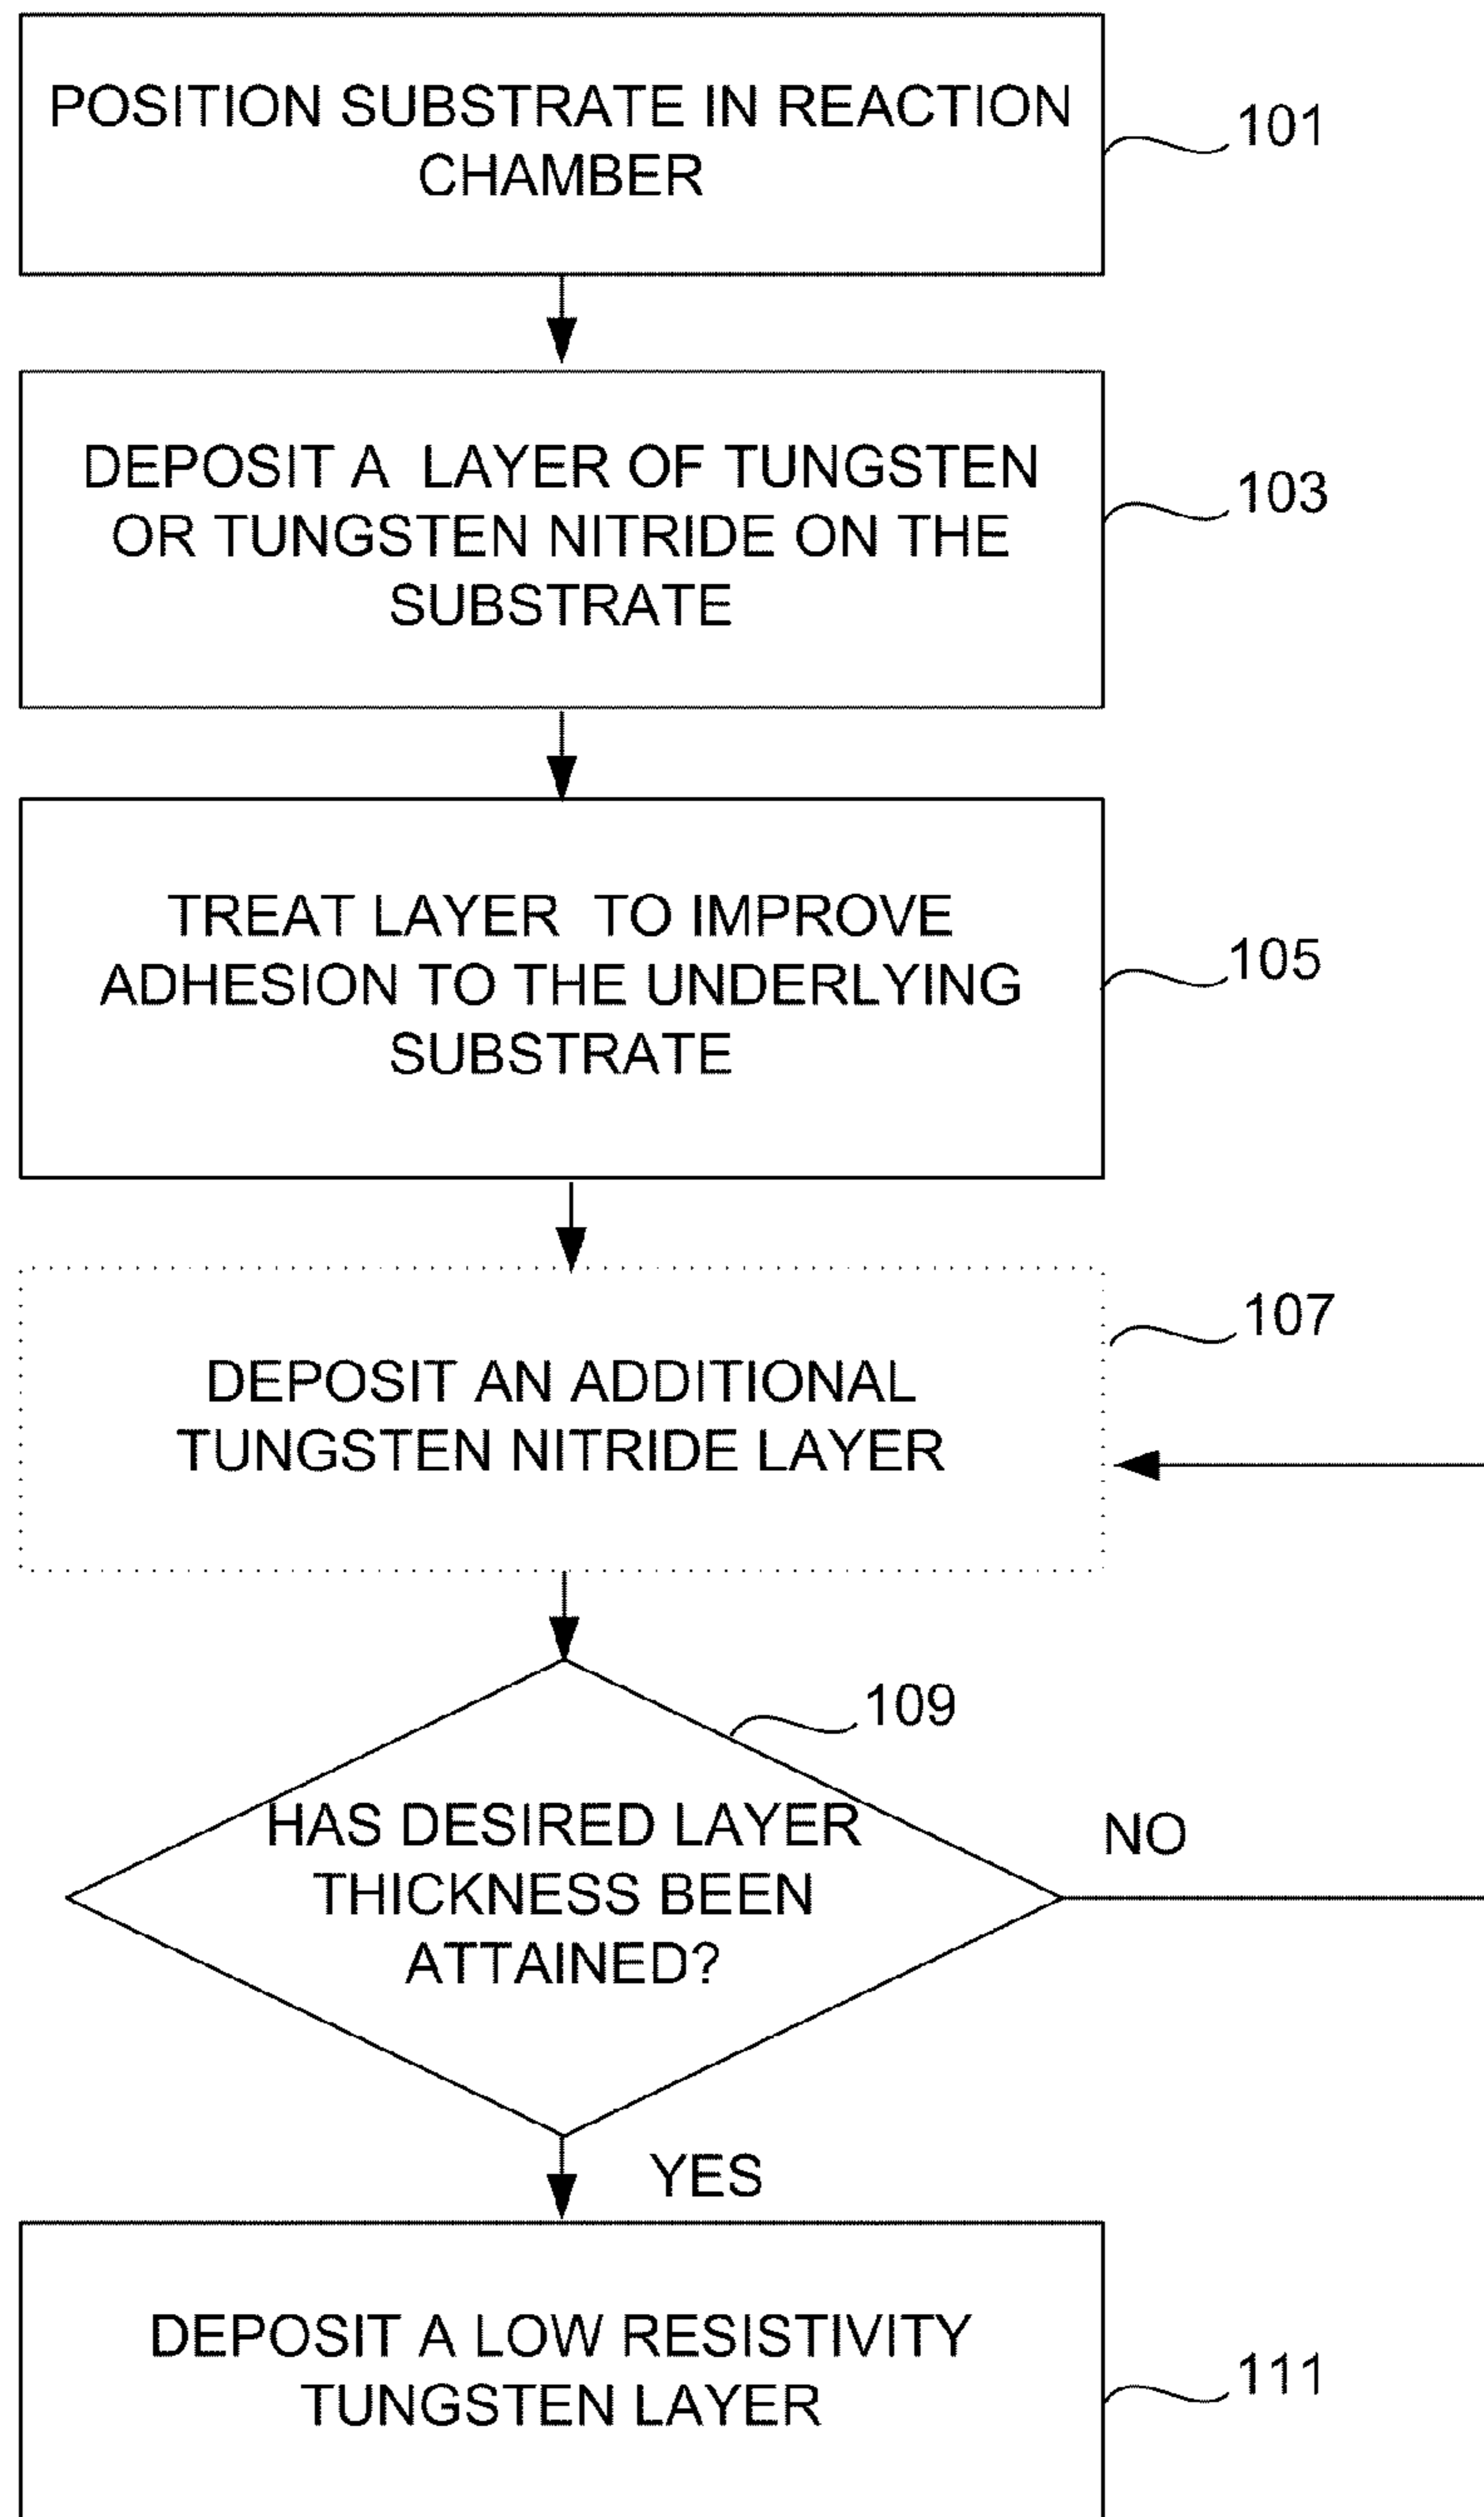 POSITION SUBSTRATE IN REACTION
CHAMBER
101
DEPOSIT A LAYER OF TUNGSTEN
OR TUNGSTEN NITRIDE ON THE
SUBSTRATE
103
TREAT LAYER TO IMPROVE
ADHESION TO THE UNDERLYING
SUBSTRATE
105
DEPOSIT AN ADDITIONAL
TUNGSTEN NITRIDE LAYER
107
109
HAS DESIRED LAYER
THICKNESS BEEN
ATTAINED?
NO
YES
DEPOSIT A LOW RESISTIVITY
TUNGSTEN LAYER
111